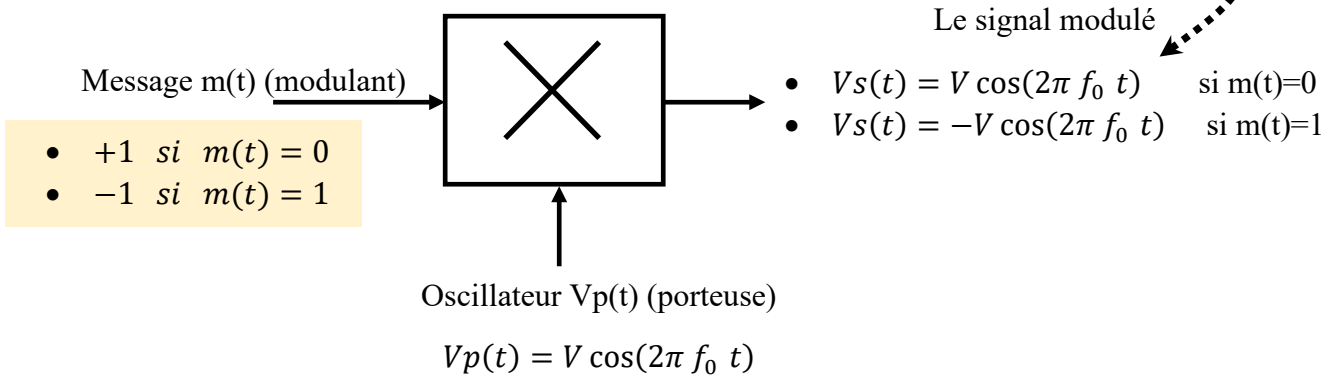 Le signal modulé
Message m(t) (modulant)
• Vs(t) = V cos(2π f₀ t) si m(t)=0
• Vs(t) = −V cos(2π f₀ t) si m(t)=1
• +1 si m(t) = 0
• −1 si m(t) = 1
Oscillateur Vp(t) (porteuse)
Vp(t) = V cos(2π f₀ t)